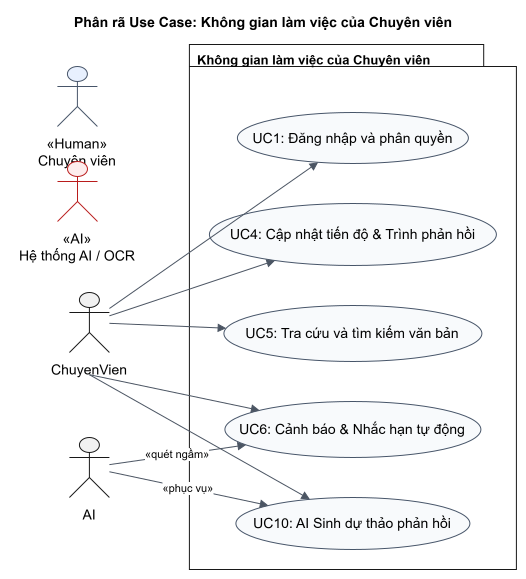 Phân rã Use Case: Không gian làm việc của Chuyên viên
Không gian làm việc của Chuyên viên
«Human»
Chuyên viên
«AI»
Hệ thống AI / OCR
ChuyenVien
AI
UC1: Đăng nhập và phân quyền
UC4: Cập nhật tiến độ & Trình phản hồi
UC5: Tra cứu và tìm kiếm văn bản
UC6: Cảnh báo & Nhắc hạn tự động
«quét ngầm»
«phục vụ»
UC10: AI Sinh dự thảo phản hồi